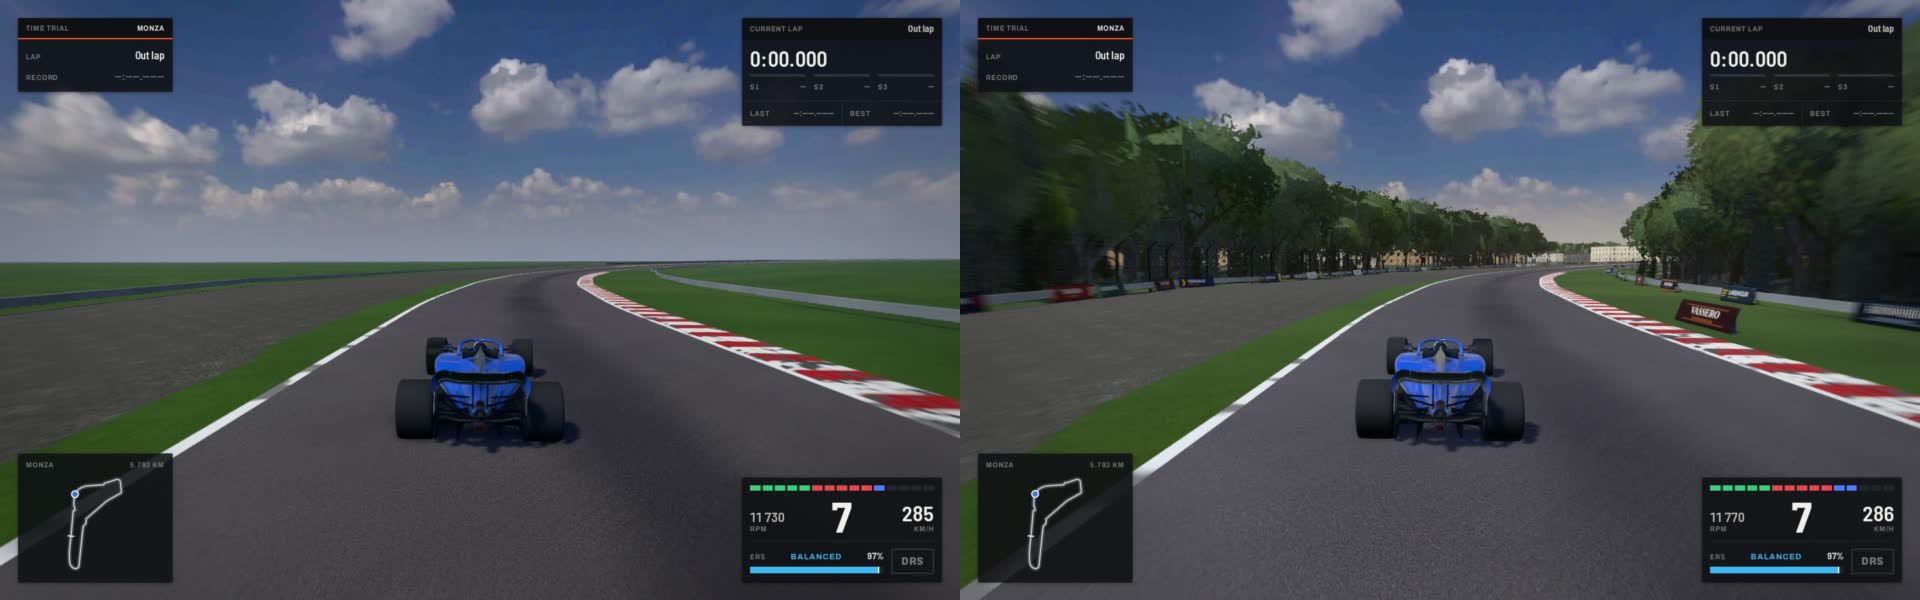 TIME TRIAL MONZA
LAP Out lap
RECORD –:––.–––
CURRENT LAP Out lap
0:00.000
S1 – S2 – S3 –
LAST –:––.––– BEST –:––.–––
MONZA 5.793 KM
11 730 7 285
RPM KM/H
ERS BALANCED 97% DRS
TIME TRIAL MONZA
LAP Out lap
RECORD –:––.–––
CURRENT LAP Out lap
0:00.000
S1 – S2 – S3 –
LAST –:––.––– BEST –:––.–––
VASSERO
MONZA 5.793 KM
11 770 7 286
RPM KM/H
ERS BALANCED 97% DRS